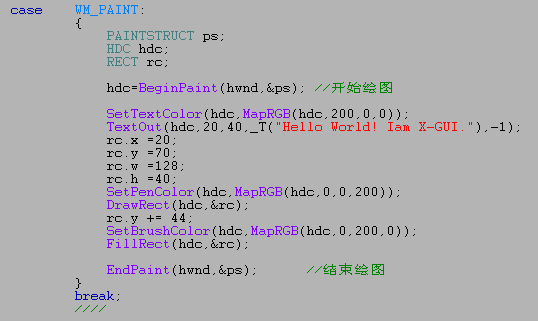 case    WM_PAINT:
{
PAINTSTRUCT ps;
HDC hdc;
RECT rc;
hdc=BeginPaint(hwnd,&ps); //开始绘图
SetTextColor(hdc,MapRGB(hdc,200,0,0));
TextOut(hdc,20,40,_T("Hello World! Iam X-GUI."),-1);
rc.x =20;
rc.y =70;
rc.w =128;
rc.h =40;
SetPenColor(hdc,MapRGB(hdc,0,0,200));
DrawRect(hdc,&rc);
rc.y += 44;
SetBrushColor(hdc,MapRGB(hdc,0,200,0));
FillRect(hdc,&rc);
EndPaint(hwnd,&ps);       //结束绘图
}
break;
////